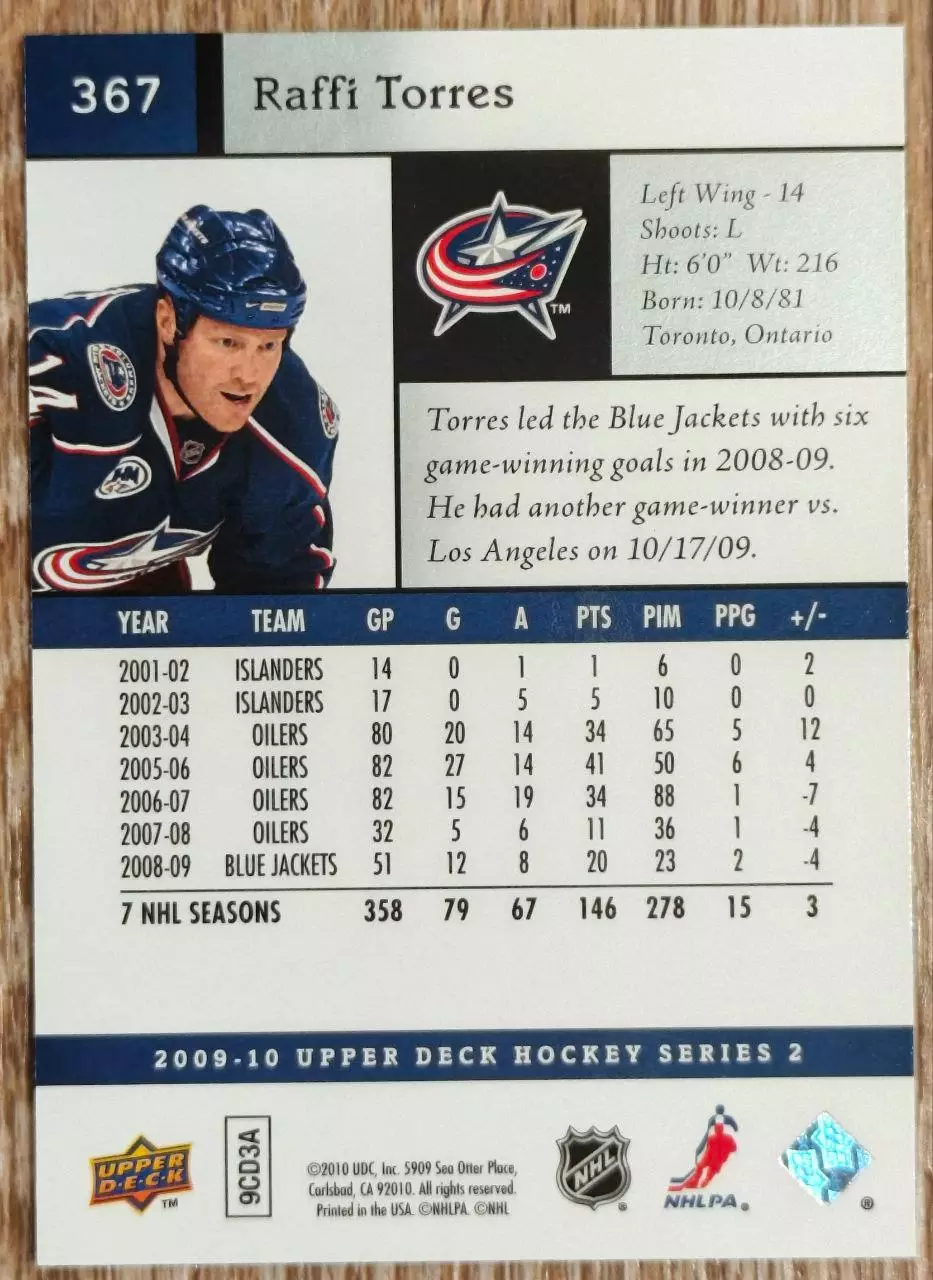 367
Raffi Torres
Left Wing - 14
Shoots: L
Ht: 6'0" Wt: 216
Born: 10/8/81
Toronto, Ontario
TM
14
Torres led the Blue Jackets with six
game-winning goals in 2008-09.
He had another game-winner vs.
Los Angeles on 10/17/09.
YEAR TEAM GP G A PTS PIM PPG +/-
2001-02 ISLANDERS 14 0 1 1 6 0 2
2002-03 ISLANDERS 17 0 5 5 10 0 0
2003-04 OILERS 80 20 14 34 65 5 12
2005-06 OILERS 82 27 14 41 50 6 4
2006-07 OILERS 82 15 19 34 88 1 -7
2007-08 OILERS 32 5 6 11 36 1 -4
2008-09 BLUE JACKETS 51 12 8 20 23 2 -4
7 NHL SEASONS 358 79 67 146 278 15 3
2009-10 UPPER DECK HOCKEY SERIES 2
UPPER
D·E·C·K
TM
9CD3A
©2010 UDC, Inc. 5909 Sea Otter Place,
Carlsbad, CA 92010. All rights reserved.
Printed in the USA. ©NHLPA. ©NHL
NHL
®
NHLPA®
®